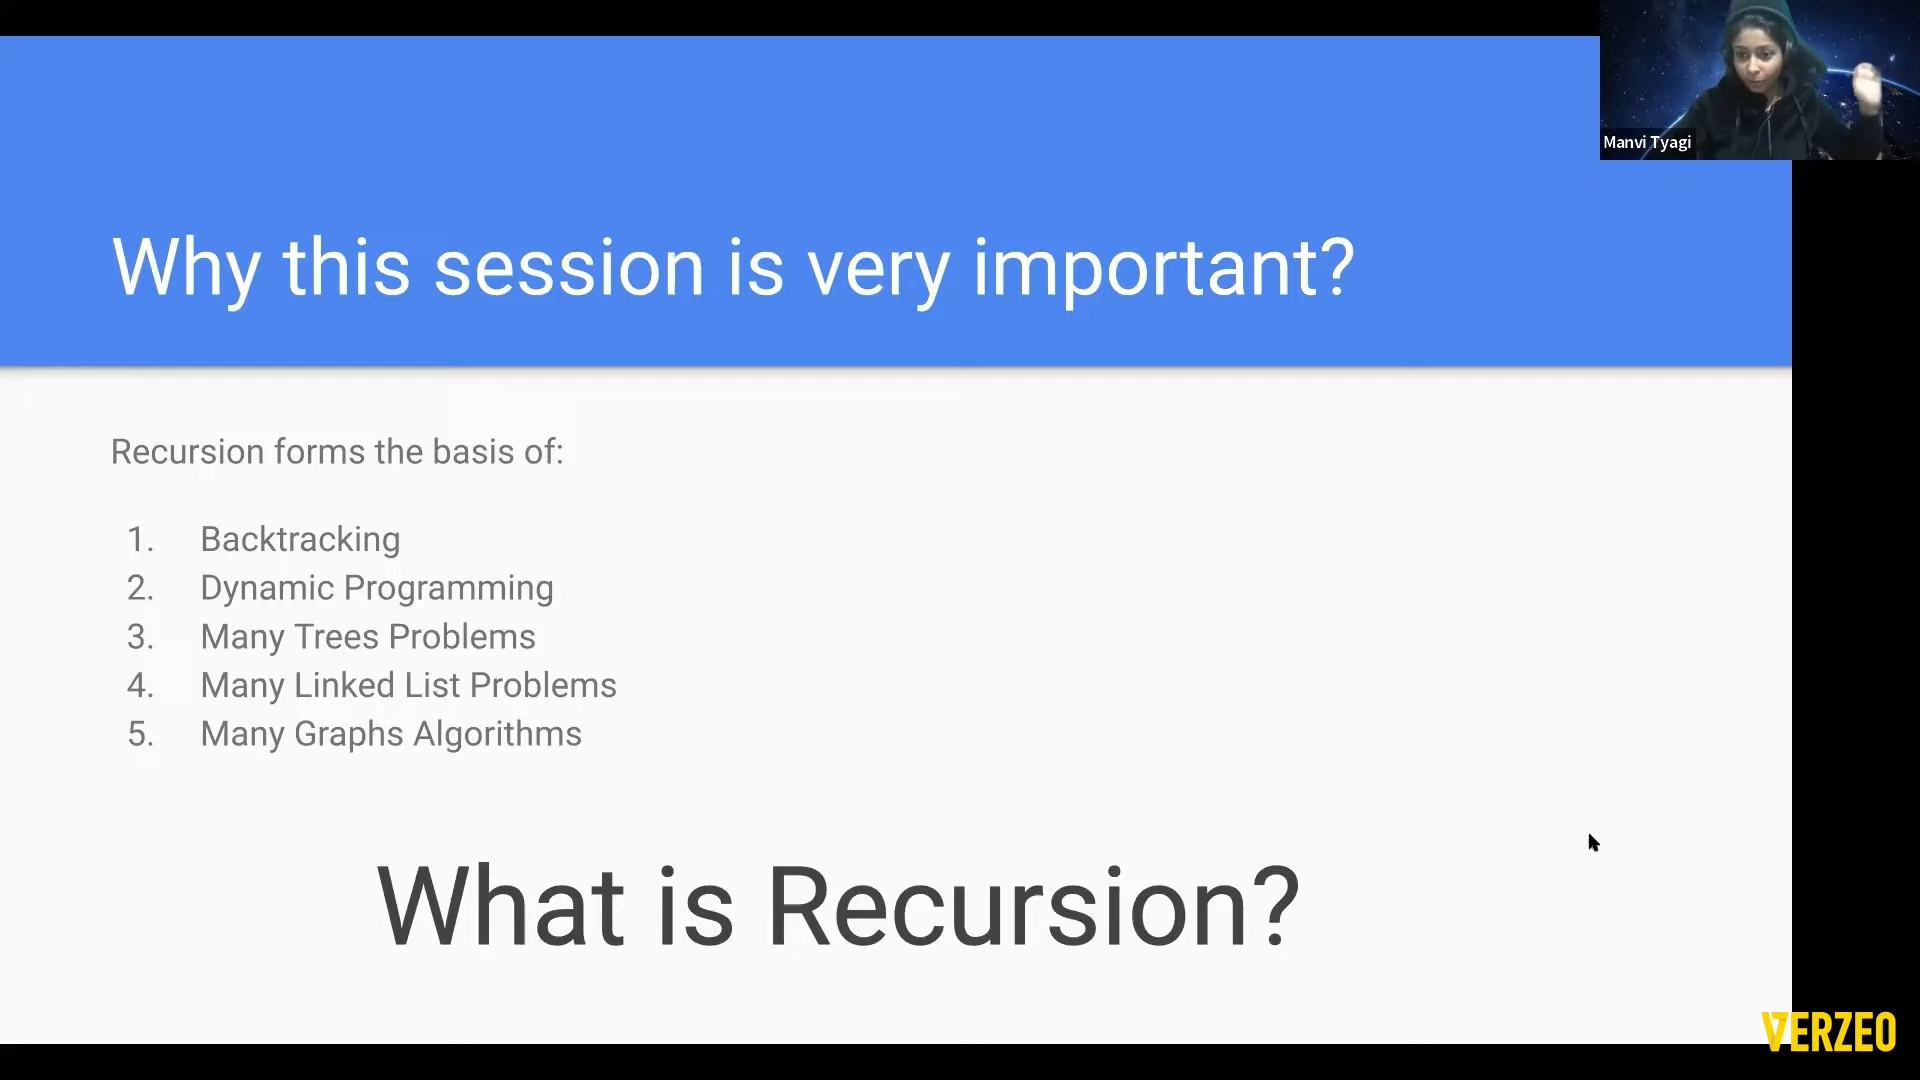 Manvi Tyagi
Why this session is very important?
Recursion forms the basis of:
1. Backtracking
2. Dynamic Programming
3. Many Trees Problems
4. Many Linked List Problems
5. Many Graphs Algorithms
What is Recursion?
VERZEO